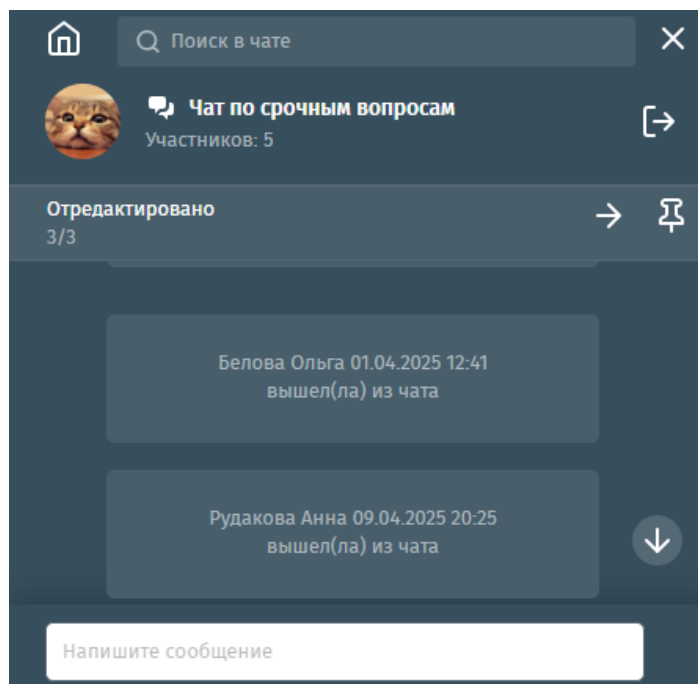 Поиск в чате
Чат по срочным вопросам
Участников: 5
Отредактировано
3/3
Белова Ольга 01.04.2025 12:41
вышел(ла) из чата
Рудакова Анна 09.04.2025 20:25
вышел(ла) из чата
Напишите сообщение